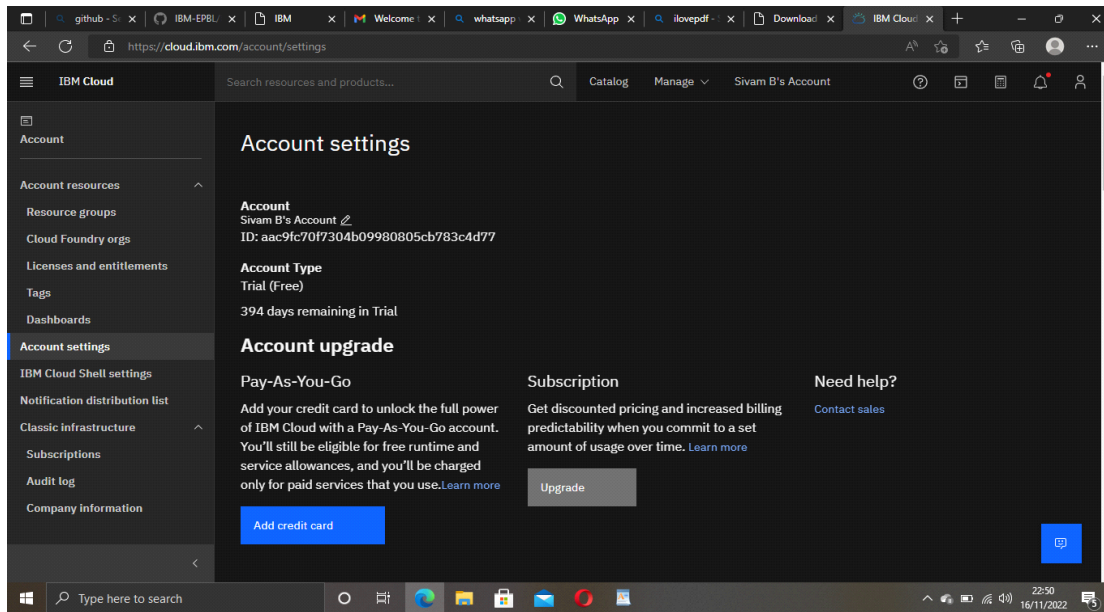 github - Sc
IBM-EPBL/
IBM
Welcome t
whatsapp
WhatsApp
ilovepdf -
Download
IBM Cloud
https://cloud.ibm.com/account/settings
IBM Cloud
Search resources and products...
Catalog
Manage
Sivam B's Account
Account
Account resources
Resource groups
Cloud Foundry orgs
Licenses and entitlements
Tags
Dashboards
Account settings
IBM Cloud Shell settings
Notification distribution list
Classic infrastructure
Subscriptions
Audit log
Company information
Account settings
Account
Sivam B's Account
ID: aac9fc70f7304b09980805cb783c4d77
Account Type
Trial (Free)
394 days remaining in Trial
Account upgrade
Pay-As-You-Go
Add your credit card to unlock the full power
of IBM Cloud with a Pay-As-You-Go account.
You'll still be eligible for free runtime and
service allowances, and you'll be charged
only for paid services that you use.Learn more
Add credit card
Subscription
Get discounted pricing and increased billing
predictability when you commit to a set
amount of usage over time. Learn more
Upgrade
Need help?
Contact sales
Type here to search
22:50
16/11/2022
5